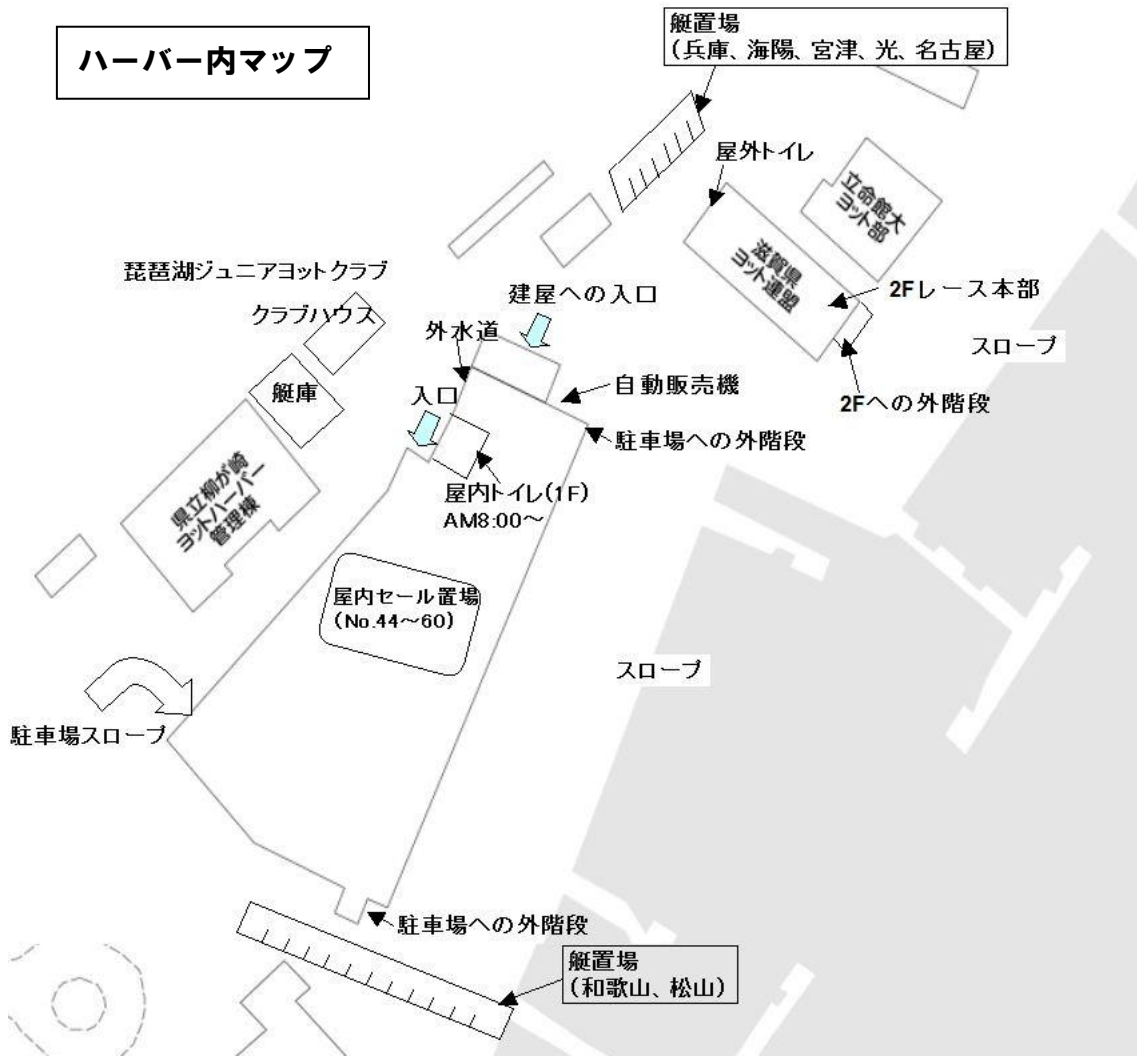 ハーバー内マップ
艇置場
(兵庫、海陽、宮津、光、名古屋)
屋外トイレ
立命館大
ヨット部
滋賀県
ヨット連盟
2Fレース本部
2Fへの外階段
スロープ
琵琶湖ジュニアヨットクラブ
クラブハウス
建屋への入口
外水道
自動販売機
艇庫
入口
駐車場への外階段
屋内トイレ(1F)
AM8:00～
県立柳が崎
ヨットハーバー
管理棟
屋内セール置場
(No.44～60)
スロープ
駐車場スロープ
駐車場への外階段
艇置場
(和歌山、松山)